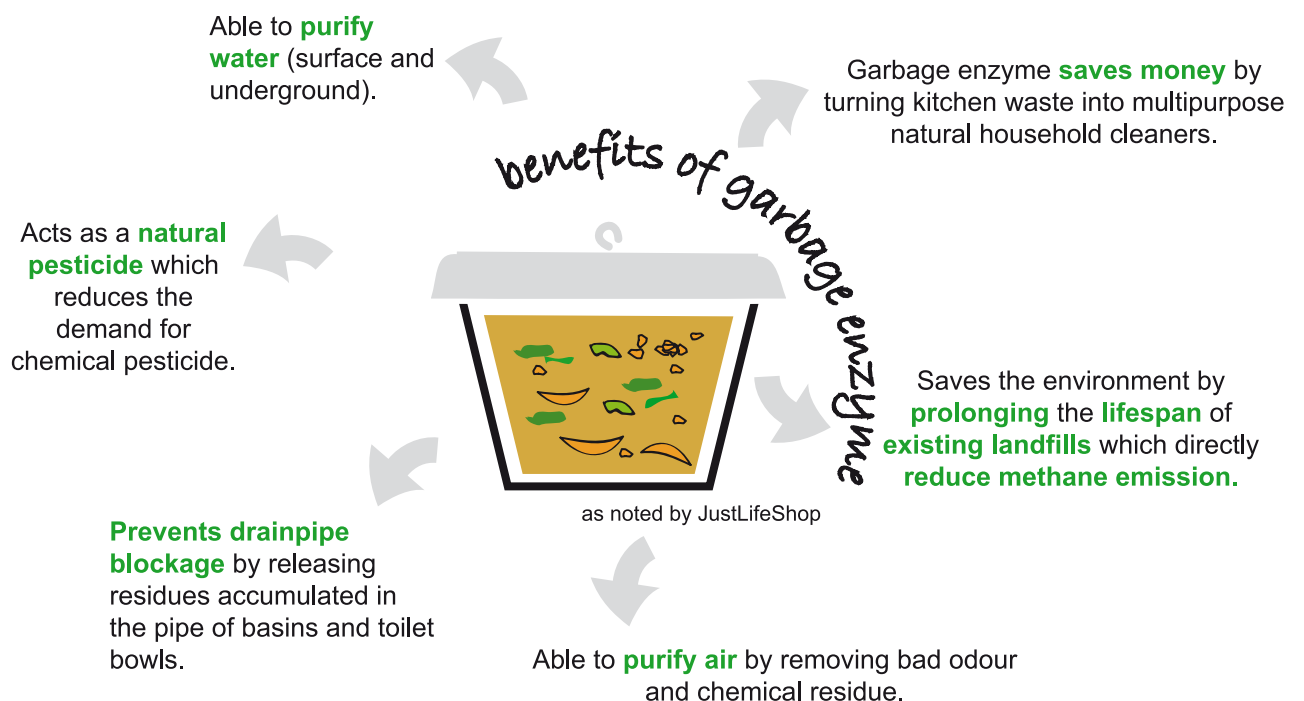 benefits of garbage enzyme
Able to purify
water (surface and
underground).
Garbage enzyme saves money by
turning kitchen waste into multipurpose
natural household cleaners.
Acts as a natural
pesticide which
reduces the
demand for
chemical pesticide.
Saves the environment by
prolonging the lifespan of
existing landfills which directly
reduce methane emission.
as noted by JustLifeShop
Prevents drainpipe
blockage by releasing
residues accumulated in
the pipe of basins and toilet
bowls.
Able to purify air by removing bad odour
and chemical residue.